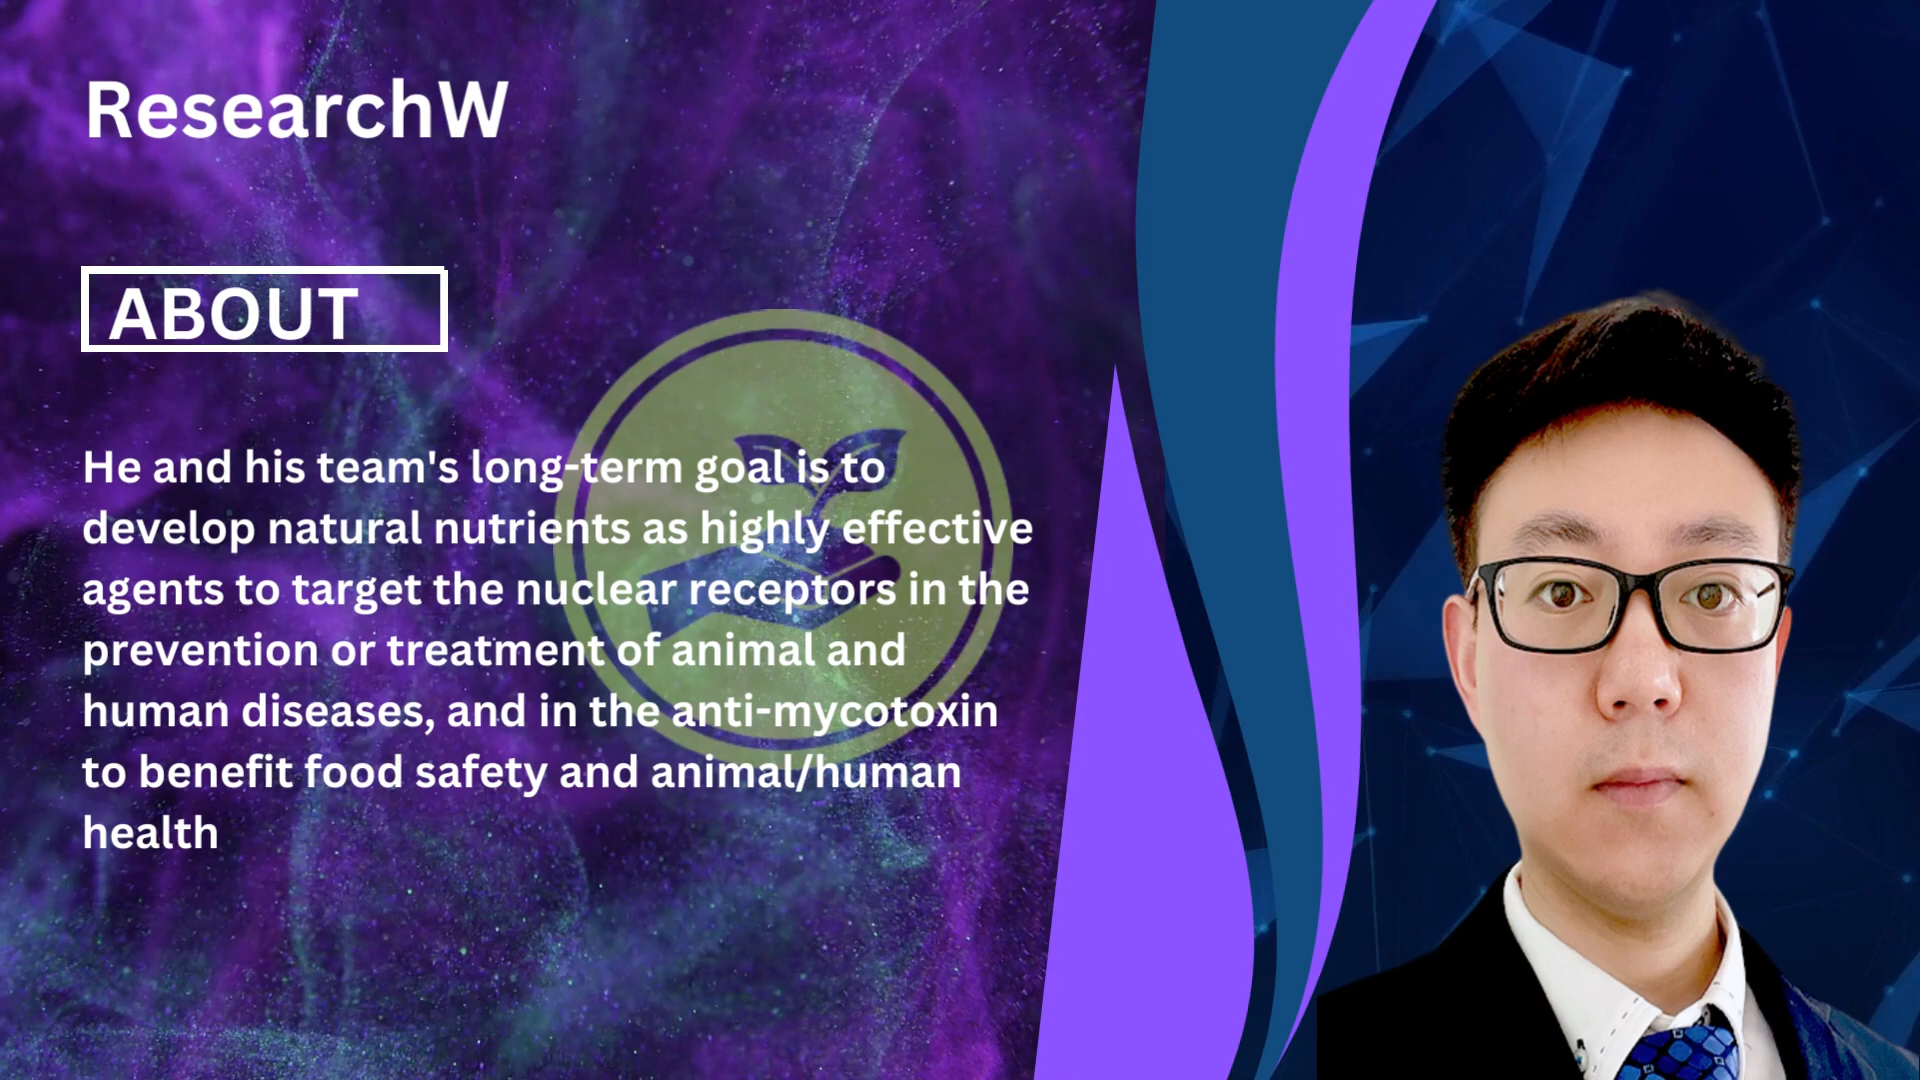 ResearchW
ABOUT
He and his team's long-term goal is to
develop natural nutrients as highly effective
agents to target the nuclear receptors in the
prevention or treatment of animal and
human diseases, and in the anti-mycotoxin
to benefit food safety and animal/human
health